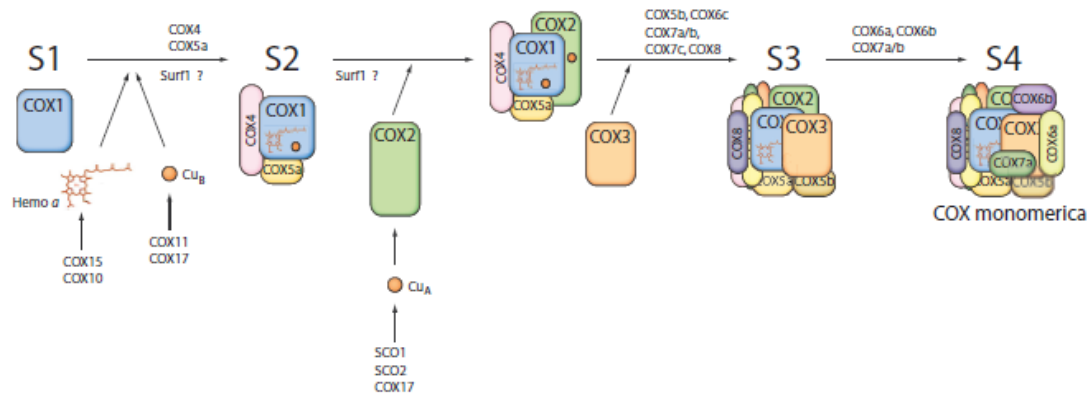 COX4
COX5a
S1
Surf1 ?
COX1
Hemo a
CuB
COX15
COX10
COX11
COX17
S2
COX4
COX1
COX5a
Surf1 ?
COX2
CuA
SCO1
SCO2
COX17
COX2
COX4
COX1
COX5a
COX5b, COX6c
COX7a/b,
COX7c, COX8
COX3
S3
COX2
COX8
COX3
COX5a
COX5b
COX6a, COX6b
COX7a/b
S4
COX6b
COX8
COX6a
COX7a
COX5a
COX5b
COX monomerica